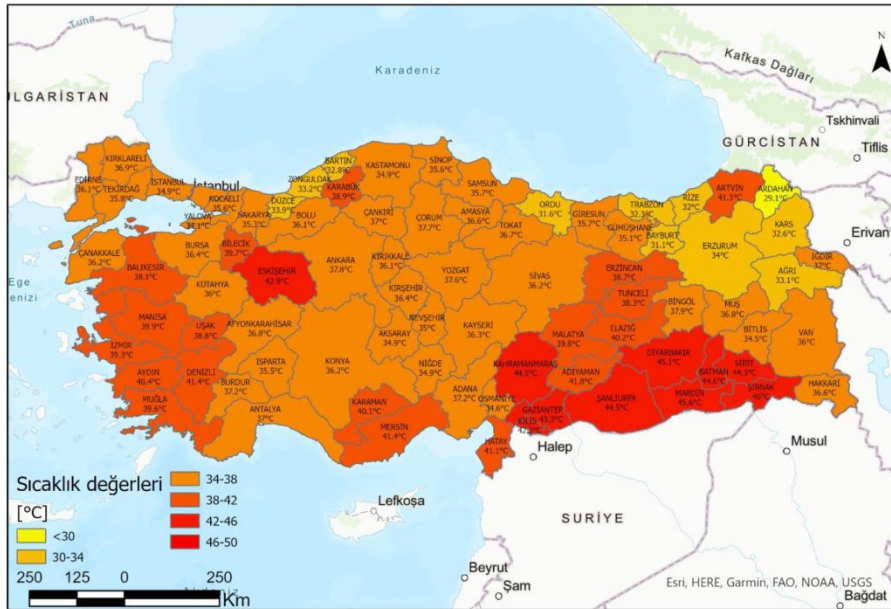 Tuna
Karadeniz
Kafkas Dağları
N
ULGARİSTAN
Tskhinvali
GÜRCİSTAN
Tiflis
Erivan
Ege
enizi
KIRKLARELİ
36.9°C
EDİRNE
36.1°C
TEKİRDAĞ
35.8°C
İSTANBUL
34.9°C
İstanbul
KOCAELİ
35.6°C
YALOVA
34.1°C
SAKARYA
35.3°C
DÜZCE
33.9°C
ZONGULDAK
33.2°C
BARTIN
32.8°C
KARABÜK
38.9°C
KASTAMONU
34.9°C
SİNOP
35.6°C
SAMSUN
35.7°C
BOLU
36.1°C
ÇANKIRI
37°C
ÇORUM
37.7°C
AMASYA
36.6°C
TOKAT
36.7°C
ORDU
31.6°C
GİRESUN
35.7°C
TRABZON
32.3°C
RİZE
32°C
ARTVİN
41.3°C
ARDAHAN
29.1°C
KARS
32.6°C
GÜMÜŞHANE
35.1°C
BAYBURT
31.1°C
ERZURUM
34°C
IĞDIR
37°C
AĞRI
33.1°C
ÇANAKKALE
36.2°C
BALIKESİR
38.1°C
BURSA
36.4°C
BİLECİK
39.7°C
ESKİŞEHİR
42.9°C
KÜTAHYA
36°C
ANKARA
37.8°C
KIRIKKALE
36.1°C
YOZGAT
37.6°C
SİVAS
36.2°C
ERZİNCAN
38.7°C
TUNCELİ
38.3°C
BİNGÖL
37.9°C
MUŞ
36.8°C
BİTLİS
34.5°C
VAN
36°C
MANİSA
39.9°C
UŞAK
38.8°C
AFYONKARAHİSAR
36.8°C
KIRŞEHİR
36.4°C
NEVŞEHİR
35°C
AKSARAY
34.9°C
KAYSERİ
36.3°C
MALATYA
39.8°C
ELAZIĞ
40.2°C
DİYARBAKIR
45.1°C
BATMAN
44.6°C
SİİRT
44.3°C
ŞIRNAK
46°C
HAKKARİ
36.6°C
İZMİR
39.3°C
AYDIN
40.4°C
DENİZLİ
41.4°C
MUĞLA
39.6°C
BURDUR
37.2°C
ISPARTA
35.5°C
ANTALYA
37°C
KONYA
36.2°C
KARAMAN
40.1°C
NİĞDE
34.9°C
MERSİN
41.4°C
ADANA
37.2°C
OSMANİYE
34.6°C
KAHRAMANMARAŞ
ADIYAMAN
41.8°C
GAZİANTEP
43.3°C
KİLİS
ŞANLIURFA
44.5°C
MARDİN
45.6°C
HATAY
41.1°C
Halep
Musul
Lefkoşa
SURİYE
Beyrut
Şam
Bağdat
Sıcaklık değerleri
[°C]
<30
30-34
34-38
38-42
42-46
46-50
250 125 0 250
Km
Esri, HERE, Garmin, FAO, NOAA, USGS